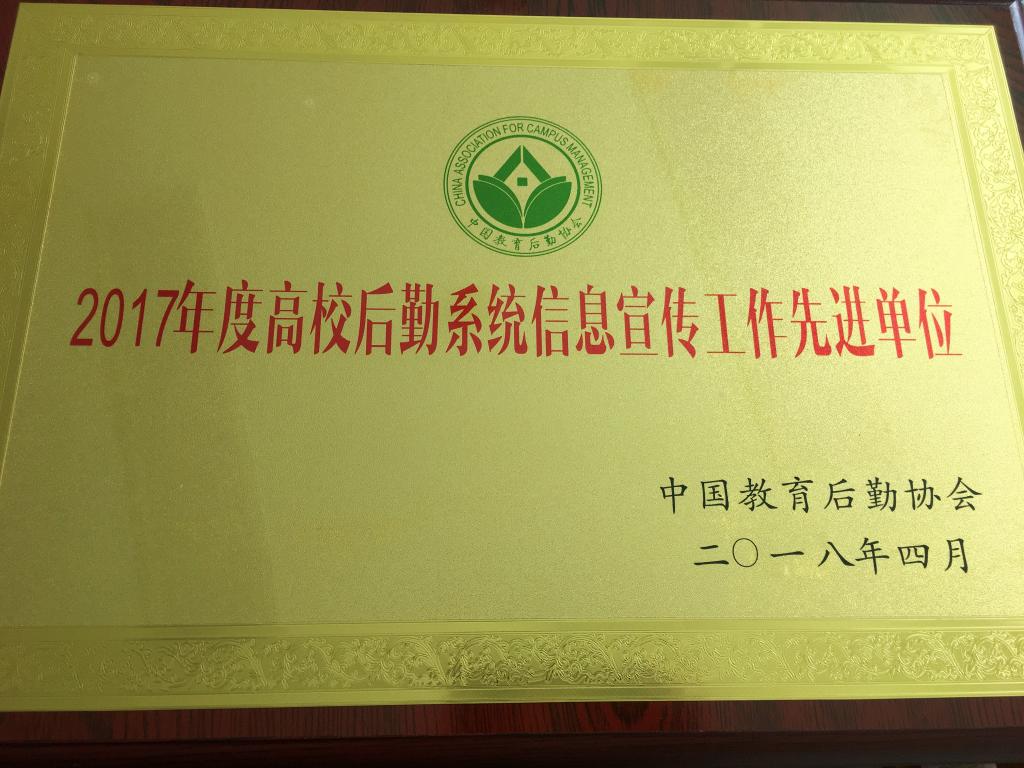 CHINA ASSOCIATION FOR CAMPUS MANAGEMENT
中国教育后勤协会
2017年度高校后勤系统信息宣传工作先进单位
中国教育后勤协会
二〇一八年四月